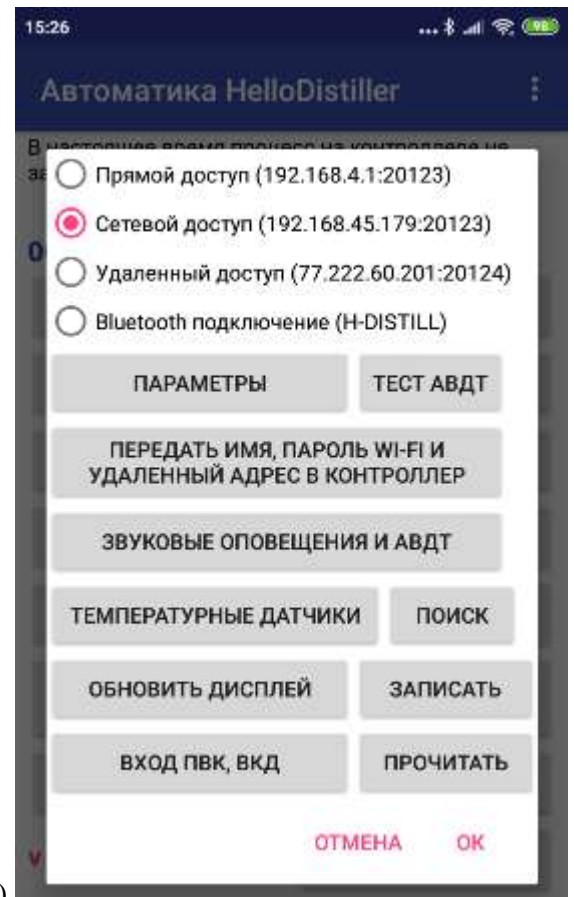 15:26
... 98
Автоматика HelloDistiller
В настоящее время процесс на контроллере не
за
Прямой доступ (192.168.4.1:20123)
Сетевой доступ (192.168.45.179:20123)
О
Удаленный доступ (77.222.60.201:20124)
Bluetooth подключение (H-DISTILL)
ПАРАМЕТРЫ ТЕСТ АВДТ
ПЕРЕДАТЬ ИМЯ, ПАРОЛЬ WI-FI И
УДАЛЕННЫЙ АДРЕС В КОНТРОЛЛЕР
ЗВУКОВЫЕ ОПОВЕЩЕНИЯ И АВДТ
ТЕМПЕРАТУРНЫЕ ДАТЧИКИ ПОИСК
ОБНОВИТЬ ДИСПЛЕЙ ЗАПИСАТЬ
ВХОД ПВК, ВКД ПРОЧИТАТЬ
ОТМЕНА ОК
v
)